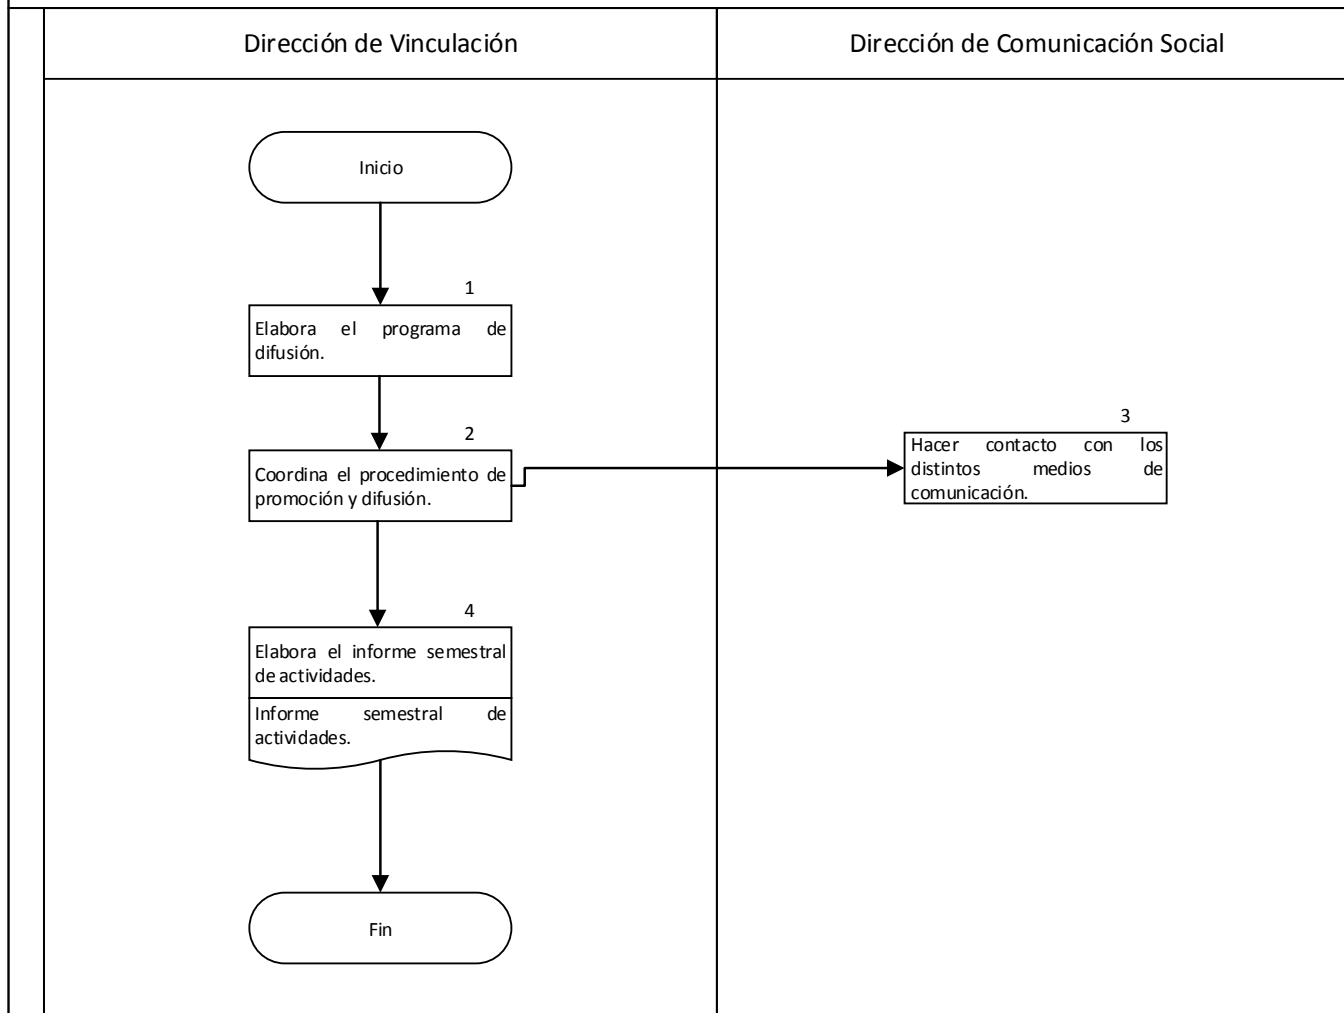 Dirección de Vinculación
Dirección de Comunicación Social
Inicio
1
Elabora el programa de
difusión.
2
Coordina el procedimiento de
promoción y difusión.
3
Hacer contacto con los
distintos medios de
comunicación.
4
Elabora el informe semestral
de actividades.
Informe semestral de
actividades.
Fin